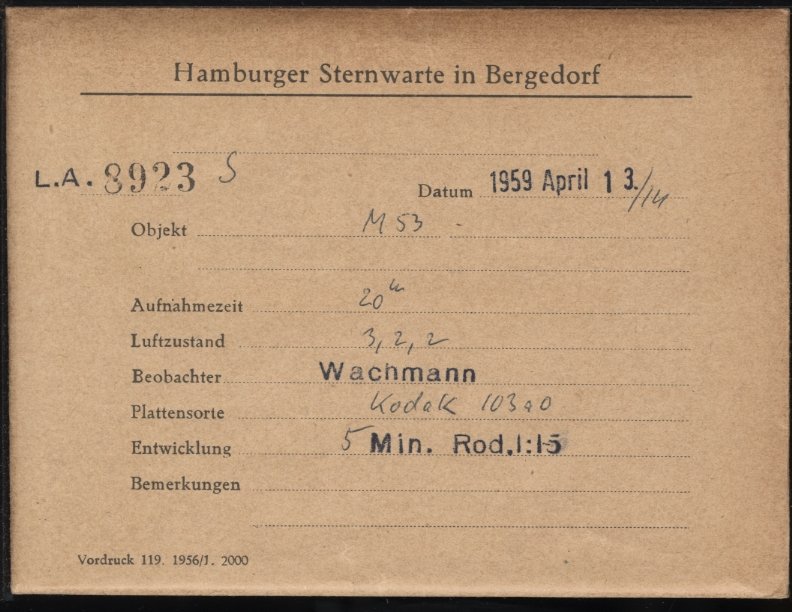 Hamburger Sternwarte in Bergedorf
L.A. 8923 S
Datum 1959 April 13./14
Objekt M 53
Aufnahmezeit 20m
Luftzustand 3, 2, 2
Beobachter Wachmann
Plattensorte Kodak 103a0
Entwicklung 5 Min. Rod.1:15
Bemerkungen
Vordruck 119. 1956/1. 2000